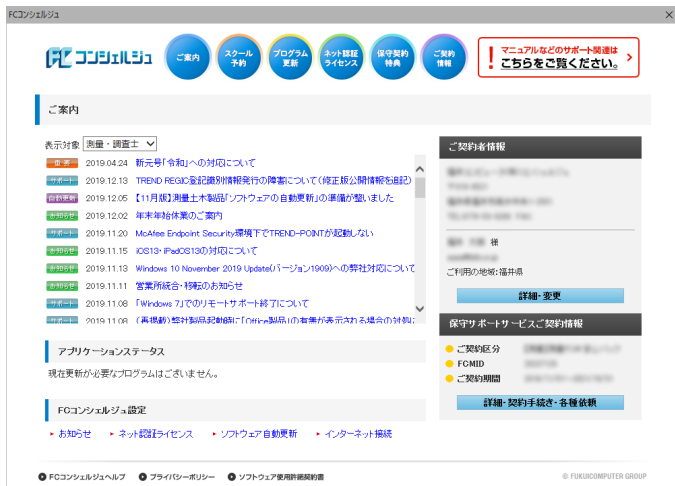 FCコンシェルジュ
FC コンシェルジュ
ご案内
スクール
予約
プログラム
更新
ネット認証
ライセンス
保守契約
特典
ご契約
情報
マニュアルなどのサポート関連は
こちらをご覧ください。
ご案内
表示対象 測量・調査士
重要 2019.04.24 新元号「令和」への対応について
サポート 2019.12.13 TREND REGIC登記識別情報発行の障害について(修正版公開情報を追記)
自動更新 2019.12.05 【11月版】測量土木製品「ソフトウェアの自動更新」の準備が整いました
お知らせ 2019.12.02 年末年始休業のご案内
サポート 2019.11.20 McAfee Endpoint Security環境下でTREND-POINTが起動しない
お知らせ 2019.11.15 iOS13・iPadOS13の対応について
お知らせ 2019.11.13 Windows 10 November 2019 Update(バージョン1909)への弊社対応について
お知らせ 2019.11.11 営業所統合・移転のお知らせ
サポート 2019.11.08 「Windows 7」でのリモートサポート終了について
サポート 2019.11.08 (再掲載)弊社製品起動時に「Office製品」の有無が表示される場合の対処に
アプリケーションステータス
現在更新が必要なプログラムはございません。
FCコンシェルジュ設定
お知らせ ネット認証ライセンス ソフトウェア自動更新 インターネット接続
ご契約者情報
様
ご利用の地域:福井県
詳細・変更
保守サポートサービスご契約情報
ご契約区分
FCMID
ご契約期間
詳細・契約手続き・各種依頼
FCコンシェルジュヘルプ プライバシーポリシー ソフトウェア使用許諾契約書
© FUKUICOMPUTER GROUP